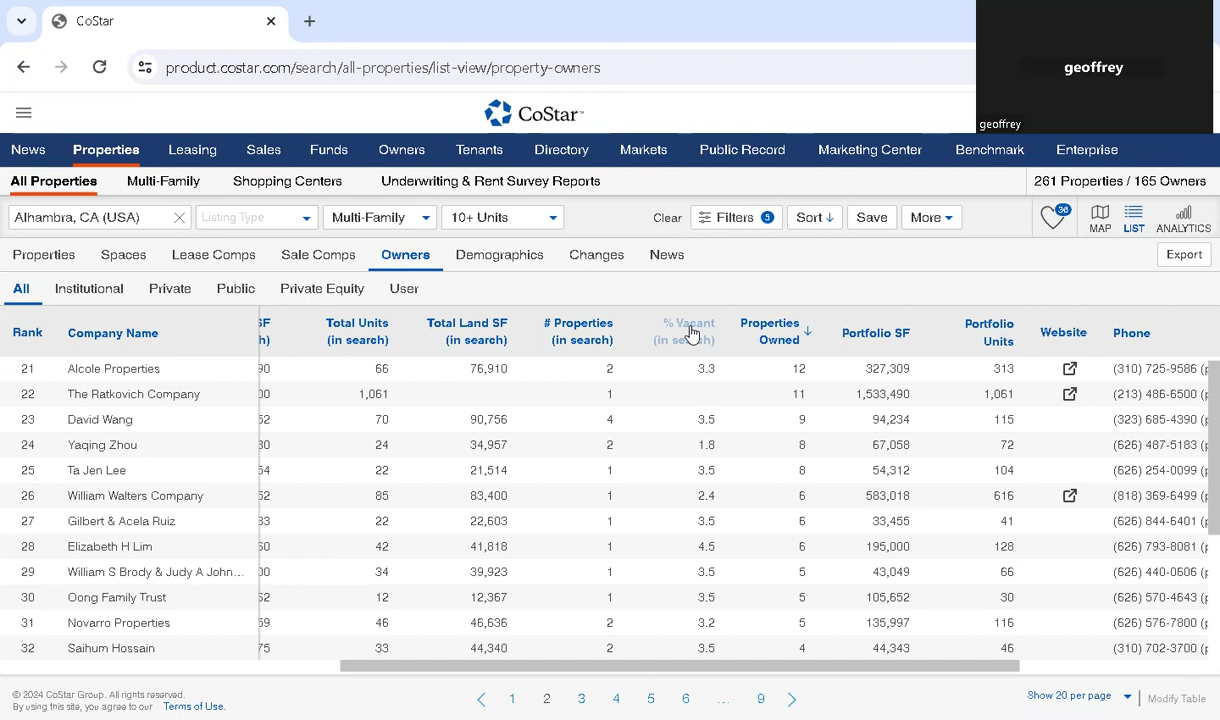 CoStar
product.costar.com/search/all-properties/list-view/property-owners
geoffrey
geoffrey
CoStar™
News Properties Leasing Sales Funds Owners Tenants Directory Markets Public Record Marketing Center Benchmark Enterprise
All Properties Multi-Family Shopping Centers Underwriting & Rent Survey Reports 261 Properties / 165 Owners
Alhambra, CA (USA) Listing Type Multi-Family 10+ Units Clear Filters 5 Sort Save More 36 MAP LIST ANALYTICS
Properties Spaces Lease Comps Sale Comps Owners Demographics Changes News Export
All Institutional Private Public Private Equity User
Rank Company Name SF h) Total Units (in search) Total Land SF (in search) # Properties (in search) % Vacant (in search) Properties Owned Portfolio SF Portfolio Units Website Phone
21 Alcole Properties 90 66 76,910 2 3.3 12 327,309 313 (310) 725-9586 (p
22 The Ratkovich Company 00 1,061 1 11 1,533,490 1,061 (213) 486-6500 (p
23 David Wang 52 70 90,756 4 3.5 9 94,234 115 (323) 685-4390 (p
24 Yaqing Zhou 30 24 34,957 2 1.8 8 67,058 72 (626) 487-5183 (p
25 Ta Jen Lee 54 22 21,514 1 3.5 8 54,312 104 (626) 254-0099 (p
26 William Walters Company 52 85 83,400 1 2.4 6 583,018 616 (818) 369-6499 (p
27 Gilbert & Acela Ruiz 33 22 22,603 1 3.5 6 33,455 41 (626) 844-6401 (p
28 Elizabeth H Lim 60 42 41,818 1 4.5 6 195,000 128 (626) 793-8081 (p
29 William S Brody & Judy A John... 00 34 39,923 1 3.5 5 43,049 66 (626) 440-0606 (p
30 Oong Family Trust 62 12 12,367 1 3.5 5 105,652 30 (626) 570-4643 (p
31 Novarro Properties 59 46 46,636 2 3.2 5 135,997 116 (626) 576-7800 (p
32 Saihum Hossain 75 33 44,340 2 3.5 4 44,343 46 (310) 702-3700 (p
© 2024 CoStar Group. All rights reserved.
By using this site, you agree to our Terms of Use.
1 2 3 4 5 6 ... 9
Show 20 per page Modify Table